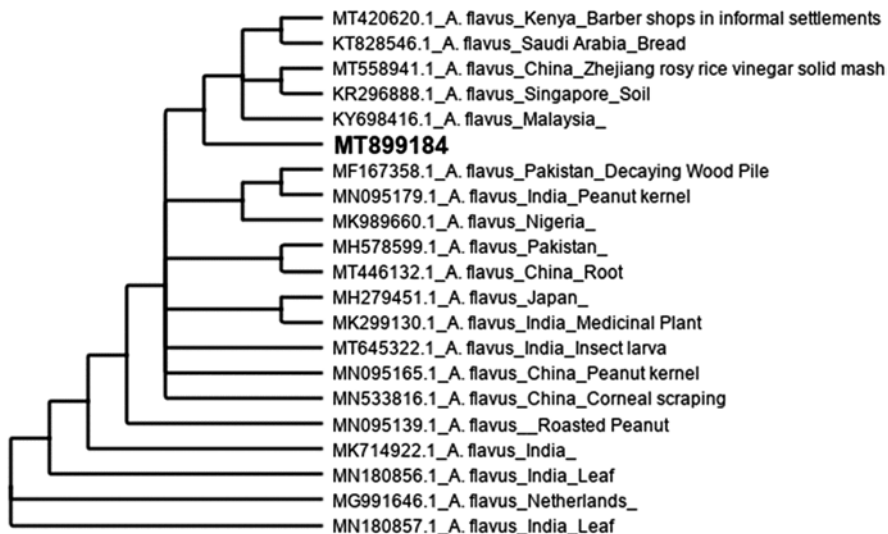 MT420620.1_A. flavus_Kenya_Barber shops in informal settlements
KT828546.1_A. flavus_Saudi Arabia_Bread
MT558941.1_A. flavus_China_Zhejiang rosy rice vinegar solid mash
KR296888.1_A. flavus_Singapore_Soil
KY698416.1_A. flavus_Malaysia_
MT899184
MF167358.1_A. flavus_Pakistan_Decaying Wood Pile
MN095179.1_A. flavus_India_Peanut kernel
MK989660.1_A. flavus_Nigeria_
MH578599.1_A. flavus_Pakistan_
MT446132.1_A. flavus_China_Root
MH279451.1_A. flavus_Japan_
MK299130.1_A. flavus_India_Medicinal Plant
MT645322.1_A. flavus_India_Insect larva
MN095165.1_A. flavus_China_Peanut kernel
MN533816.1_A. flavus_China_Corneal scraping
MN095139.1_A. flavus__Roasted Peanut
MK714922.1_A. flavus_India_
MN180856.1_A. flavus_India_Leaf
MG991646.1_A. flavus_Netherlands_
MN180857.1_A. flavus_India_Leaf